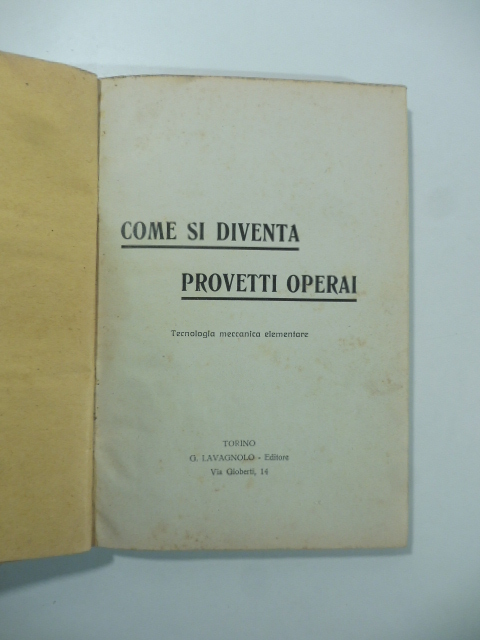 COME SI DIVENTA
PROVETTI OPERAI
Tecnologia meccanica elementare
TORINO
G. LAVAGNOLO - Editore
Via Gioberti, 14